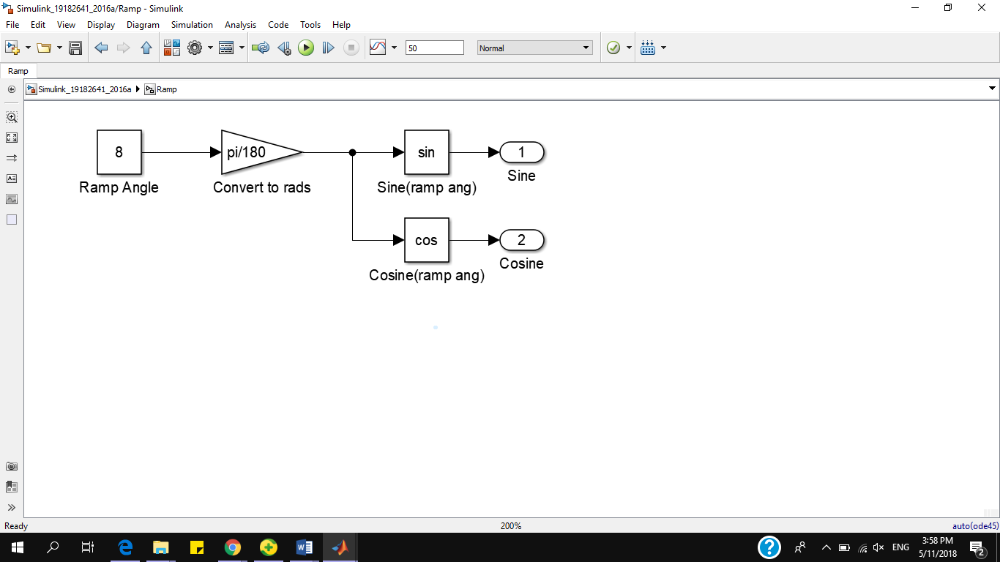 Simulink_19182641_2016a/Ramp - Simulink
File Edit View Display Diagram Simulation Analysis Code Tools Help
50 Normal
Ramp
Simulink_19182641_2016a Ramp
8 pi/180 sin 1
Sine
Ramp Angle Convert to rads Sine(ramp ang)
cos 2
Cosine
Cosine(ramp ang)
Ready 200% auto(ode45)
3:58 PM
ENG
5/11/2018 2